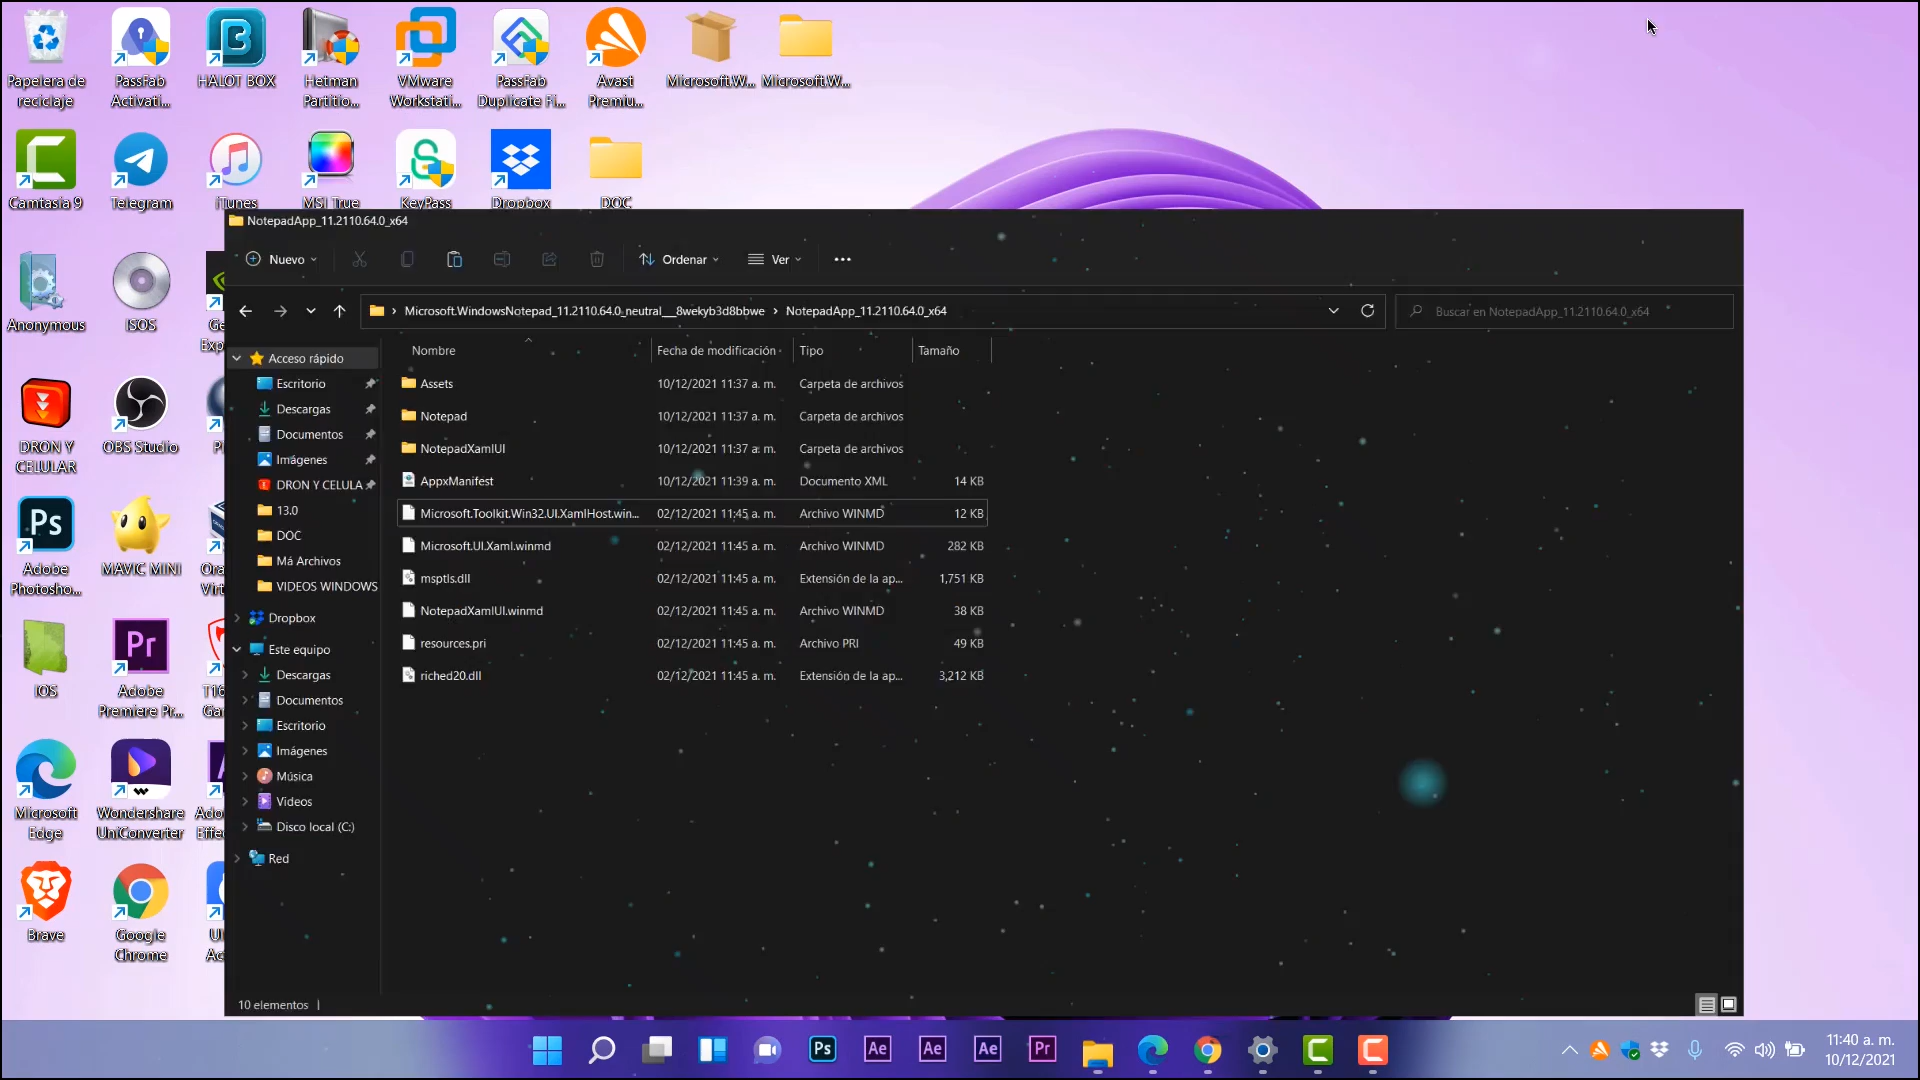 Papelera de reciclaje
PassFab Activati...
HALOT BOX
Hetman Partitio...
VMware Workstati...
PassFab Duplicate Fi...
Avast Premiu...
Microsoft.W...
Microsoft.W...
Camtasia 9
Telegram
iTunes
MSI True
KeyPass
Dropbox
DOC
Anonymous
ISOS
DRON Y CELULAR
OBS Studio
Adobe Photosho...
MAVIC MINI
IOS
Adobe Premiere Pr...
Microsoft Edge
Wondershare UniConverter
Brave
Google Chrome
NotepadApp_11.2110.64.0_x64
Nuevo
Ordenar
Ver
Microsoft.WindowsNotepad_11.2110.64.0_neutral__8wekyb3d8bbwe > NotepadApp_11.2110.64.0_x64
Buscar en NotepadApp_11.2110.64.0_x64
Nombre Fecha de modificación Tipo Tamaño
Assets 10/12/2021 11:37 a. m. Carpeta de archivos
Notepad 10/12/2021 11:37 a. m. Carpeta de archivos
NotepadXamlUI 10/12/2021 11:37 a. m. Carpeta de archivos
AppxManifest 10/12/2021 11:39 a. m. Documento XML 14 KB
Microsoft.Toolkit.Win32.UI.XamlHost.win... 02/12/2021 11:45 a. m. Archivo WINMD 12 KB
Microsoft.UI.Xaml.winmd 02/12/2021 11:45 a. m. Archivo WINMD 282 KB
msptls.dll 02/12/2021 11:45 a. m. Extensión de la ap... 1,751 KB
NotepadXamlUI.winmd 02/12/2021 11:45 a. m. Archivo WINMD 38 KB
resources.pri 02/12/2021 11:45 a. m. Archivo PRI 49 KB
riched20.dll 02/12/2021 11:45 a. m. Extensión de la ap... 3,212 KB
Acceso rápido
Escritorio
Descargas
Documentos
Imágenes
DRON Y CELULA
13.0
DOC
Má Archivos
VIDEOS WINDOWS
Dropbox
Este equipo
Descargas
Documentos
Escritorio
Imágenes
Música
Videos
Disco local (C:)
Red
10 elementos
Ps
Pr
Ps
Ae
Ae
Ae
Pr
11:40 a. m.
10/12/2021